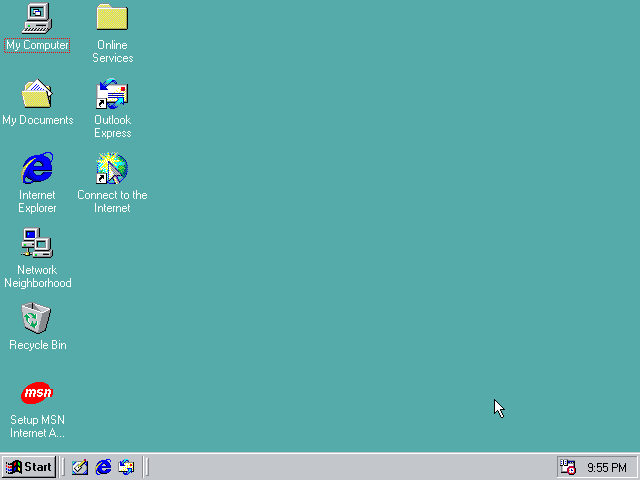 My Computer
Online
Services
My Documents
Outlook
Express
Internet
Explorer
Connect to the
Internet
Network
Neighborhood
Recycle Bin
msn
Setup MSN
Internet A...
Start
9:55 PM